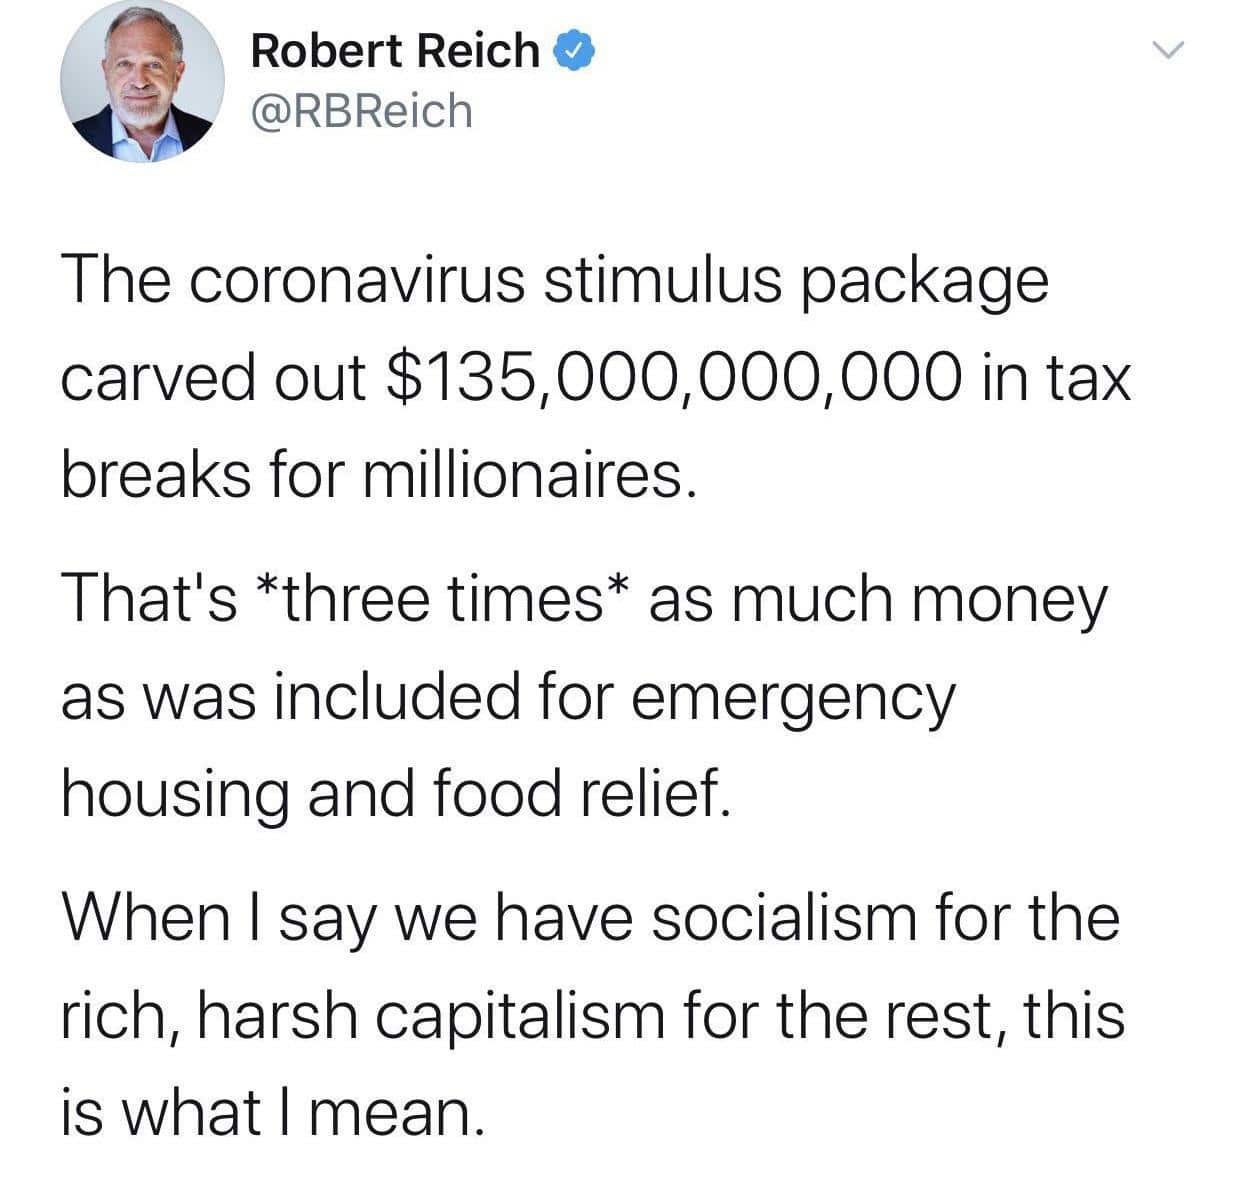 Robert Reich
@RBReich
The coronavirus stimulus package
carved out $135,000,000,000 in tax
breaks for millionaires.
That's *three times* as much money
as was included for emergency
housing and food relief.
When I say we have socialism for the
rich, harsh capitalism for the rest, this
is what I mean.